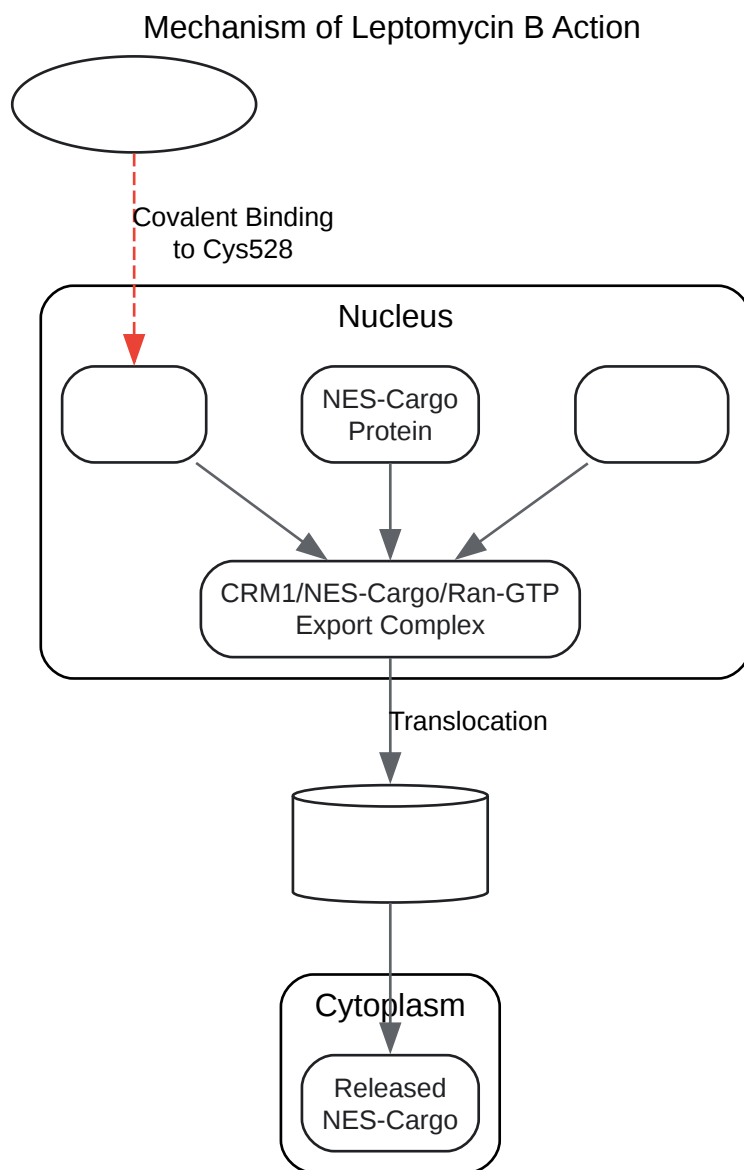 Mechanism of Leptomycin B Action
Covalent Binding
to Cys528
Nucleus
NES-Cargo
Protein
CRM1/NES-Cargo/Ran-GTP
Export Complex
Translocation
Cytoplasm
Released
NES-Cargo